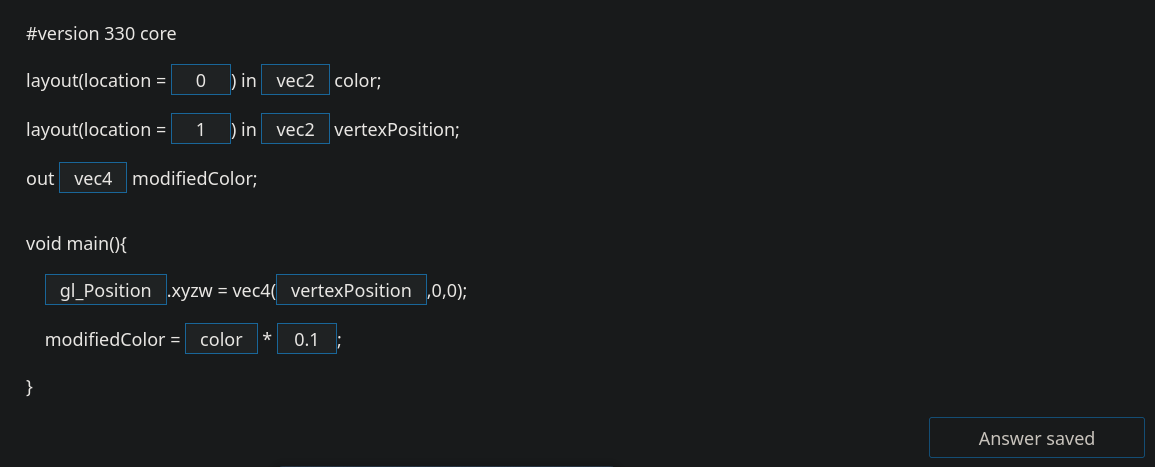 #version 330 core
layout(location = 0) in vec2 color;
layout(location = 1) in vec2 vertexPosition;
out vec4 modifiedColor;
void main(){
gl_Position.xyzw = vec4(vertexPosition,0,0);
modifiedColor = color * 0.1;
}
Answer saved